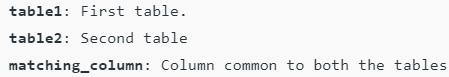 table1: First table.
table2: Second table
matching_column: Column common to both the tables